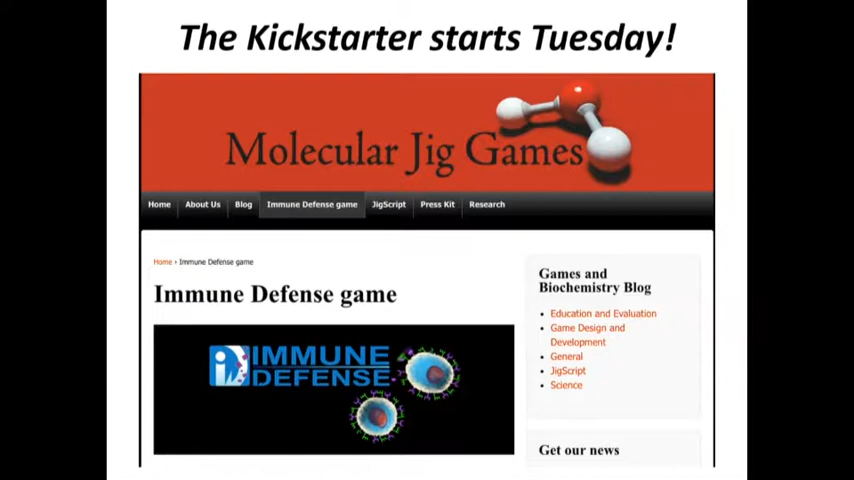 The Kickstarter starts Tuesday!
Molecular Jig Games
Home About Us Blog Immune Defense game JigScript Press Kit Research
Home › Immune Defense game
Immune Defense game
IMMUNE
DEFENSE
Games and
Biochemistry Blog
Education and Evaluation
Game Design and
Development
General
JigScript
Science
Get our news